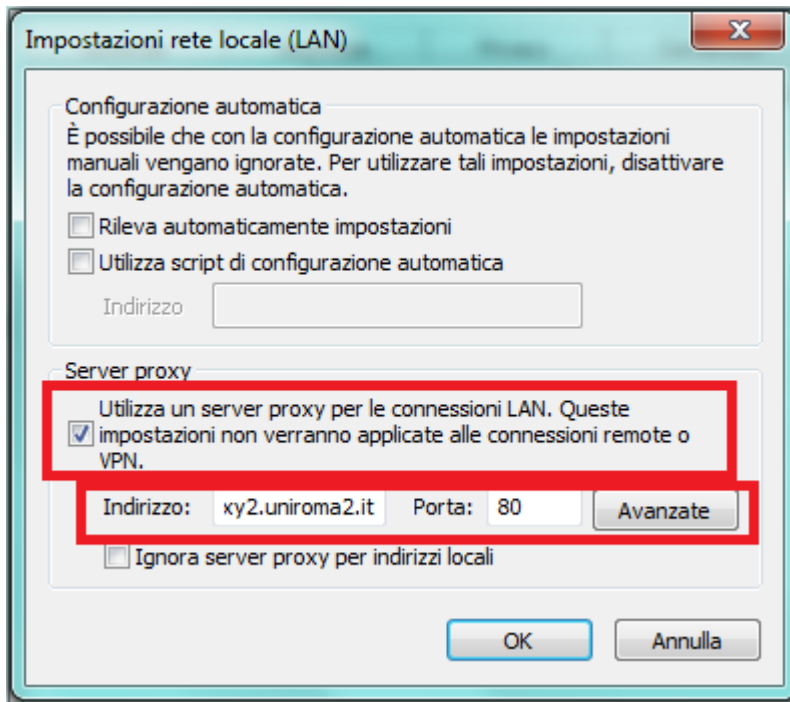 Impostazioni rete locale (LAN)
Configurazione automatica
È possibile che con la configurazione automatica le impostazioni
manuali vengano ignorate. Per utilizzare tali impostazioni, disattivare
la configurazione automatica.
Rileva automaticamente impostazioni
Utilizza script di configurazione automatica
Indirizzo
Server proxy
Utilizza un server proxy per le connessioni LAN. Queste
impostazioni non verranno applicate alle connessioni remote o
VPN.
Indirizzo: xy2.uniroma2.it Porta: 80 Avanzate
Ignora server proxy per indirizzi locali
OK Annulla